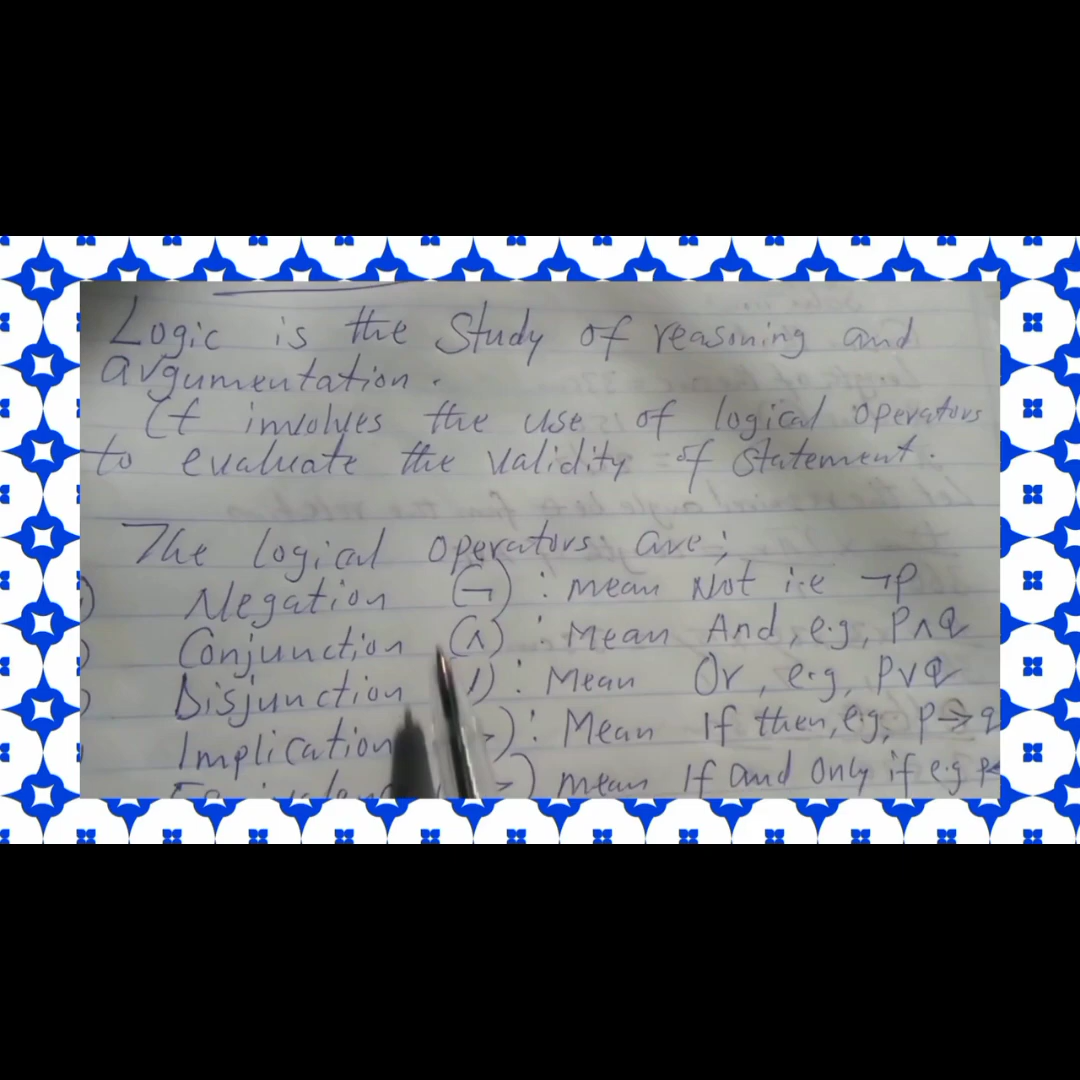 Logic is the study of reasoning and
argumentation.
It involves the use of logical operators
to evaluate the validity of statement.
The logical operators are;
Negation (¬) : mean Not i.e ¬p
Conjunction (∧) : Mean And, e.g, P∧Q
Disjunction ) : Mean Or, e.g, P∨Q
Implication >) : Mean If then, e.g, P→q
>) mean If and Only if e.g p